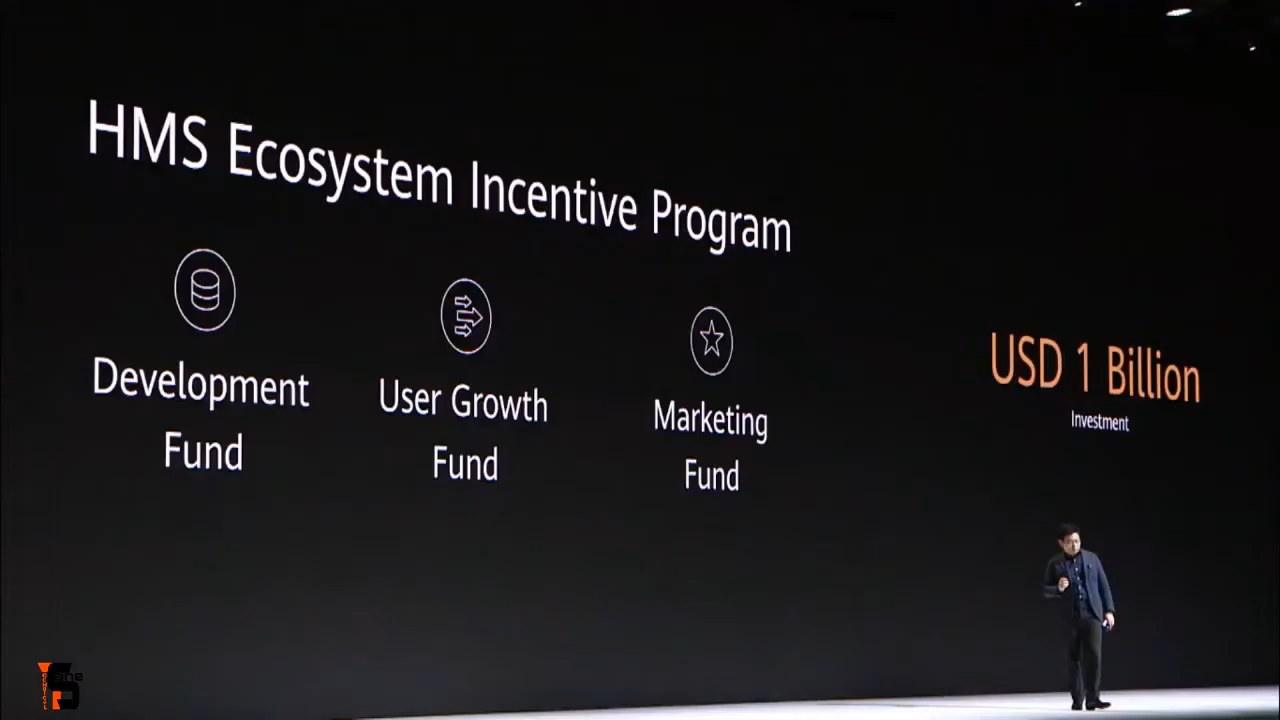 HMS Ecosystem Incentive Program
Development
Fund
User Growth
Fund
Marketing
Fund
USD 1 Billion
Investment